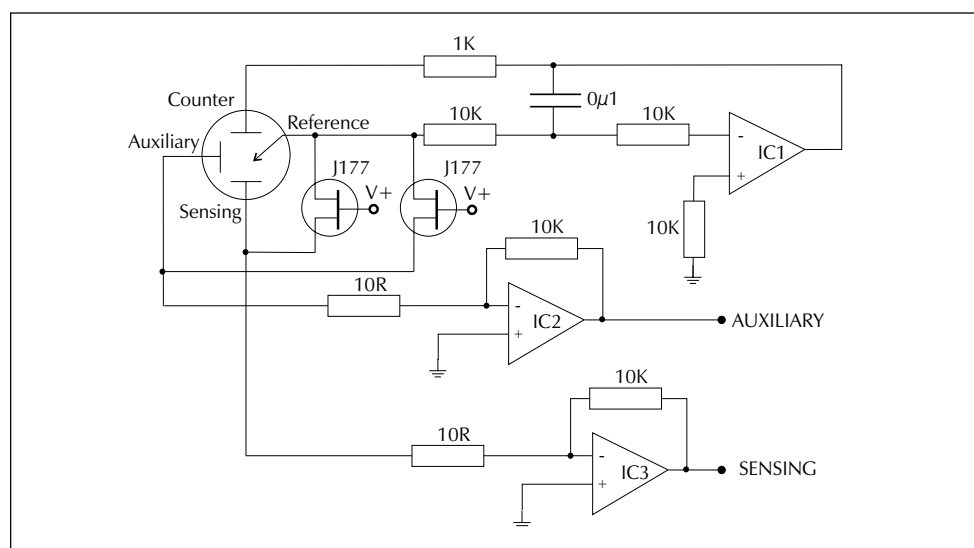 1K
Counter
0µ1
Reference
10K
10K
Auxiliary
-
IC1
+
J177
J177
V+
V+
Sensing
10K
10K
10R
-
IC2
+
AUXILIARY
10K
10R
-
IC3
+
SENSING